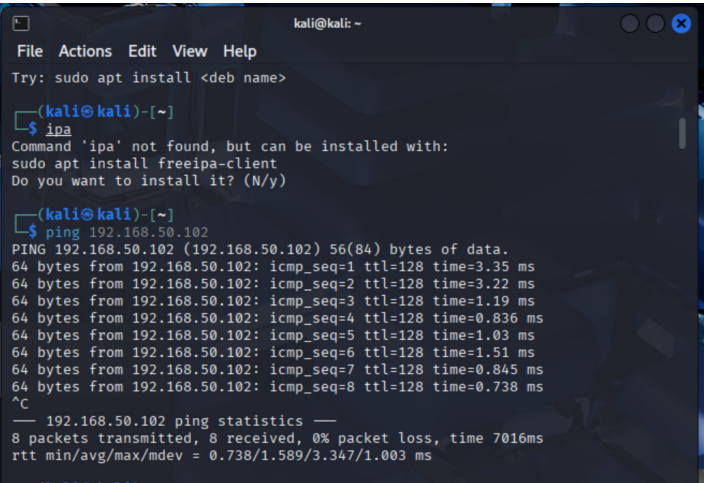 kali@kali: ~
File Actions Edit View Help
Try: sudo apt install <deb name>
┌──(kali㉿kali)-[~]
└─$ ipa
Command 'ipa' not found, but can be installed with:
sudo apt install freeipa-client
Do you want to install it? (N/y)
┌──(kali㉿kali)-[~]
└─$ ping 192.168.50.102
PING 192.168.50.102 (192.168.50.102) 56(84) bytes of data.
64 bytes from 192.168.50.102: icmp_seq=1 ttl=128 time=3.35 ms
64 bytes from 192.168.50.102: icmp_seq=2 ttl=128 time=3.22 ms
64 bytes from 192.168.50.102: icmp_seq=3 ttl=128 time=1.19 ms
64 bytes from 192.168.50.102: icmp_seq=4 ttl=128 time=0.836 ms
64 bytes from 192.168.50.102: icmp_seq=5 ttl=128 time=1.03 ms
64 bytes from 192.168.50.102: icmp_seq=6 ttl=128 time=1.51 ms
64 bytes from 192.168.50.102: icmp_seq=7 ttl=128 time=0.845 ms
64 bytes from 192.168.50.102: icmp_seq=8 ttl=128 time=0.738 ms
^C
--- 192.168.50.102 ping statistics ---
8 packets transmitted, 8 received, 0% packet loss, time 7016ms
rtt min/avg/max/mdev = 0.738/1.589/3.347/1.003 ms